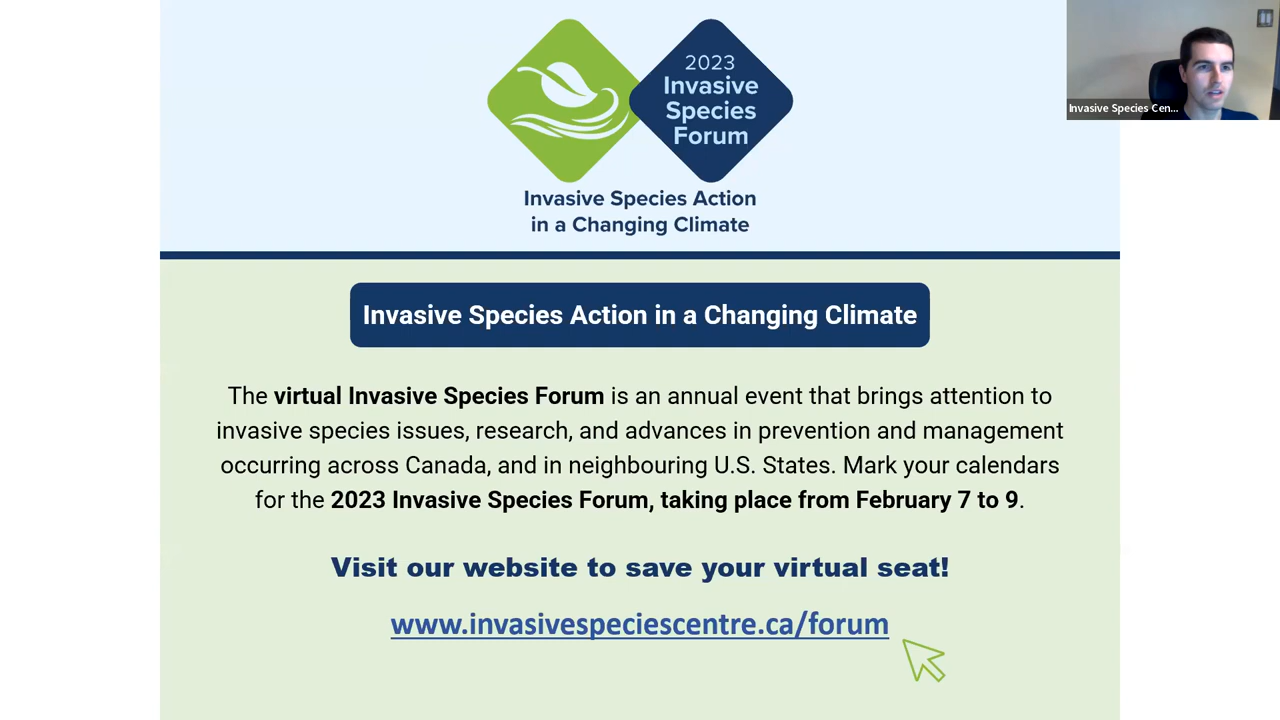 2023
Invasive
Species
Forum
Invasive Species Action
in a Changing Climate
Invasive Species Cen...
Invasive Species Action in a Changing Climate
The virtual Invasive Species Forum is an annual event that brings attention to
invasive species issues, research, and advances in prevention and management
occurring across Canada, and in neighbouring U.S. States. Mark your calendars
for the 2023 Invasive Species Forum, taking place from February 7 to 9.
Visit our website to save your virtual seat!
www.invasivespeciescentre.ca/forum